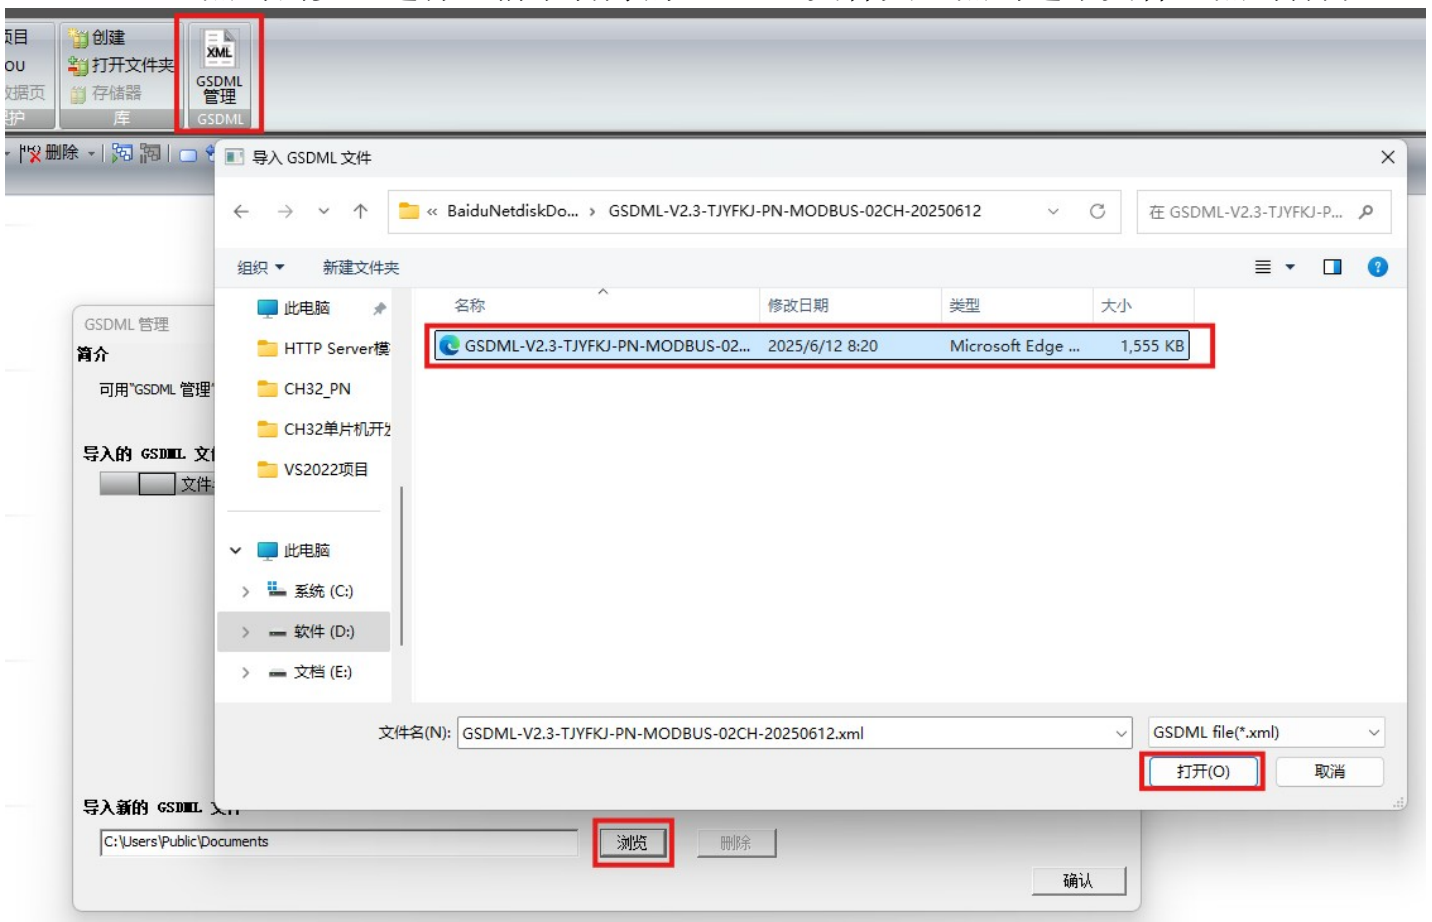 项目
创建
XML
OU
打开文件夹
GSDML
管理
数据页
存储器
护
库
GSDML
删除
导入 GSDML 文件
« BaiduNetdiskDo... › GSDML-V2.3-TJYFKJ-PN-MODBUS-02CH-20250612
在 GSDML-V2.3-TJYFKJ-P...
组织
新建文件夹
此电脑
HTTP Server模
CH32_PN
CH32单片机开发
VS2022项目
此电脑
系统 (C:)
软件 (D:)
文档 (E:)
名称
修改日期
类型
大小
GSDML-V2.3-TJYFKJ-PN-MODBUS-02...
2025/6/12 8:20
Microsoft Edge ...
1,555 KB
文件名(N):
GSDML-V2.3-TJYFKJ-PN-MODBUS-02CH-20250612.xml
GSDML file(*.xml)
打开(O)
取消
GSDML 管理
简介
可用"GSDML 管理"
导入的 GSDML 文件
文件
导入新的 GSDML 文件
C:\Users\Public\Documents
浏览
删除
确认